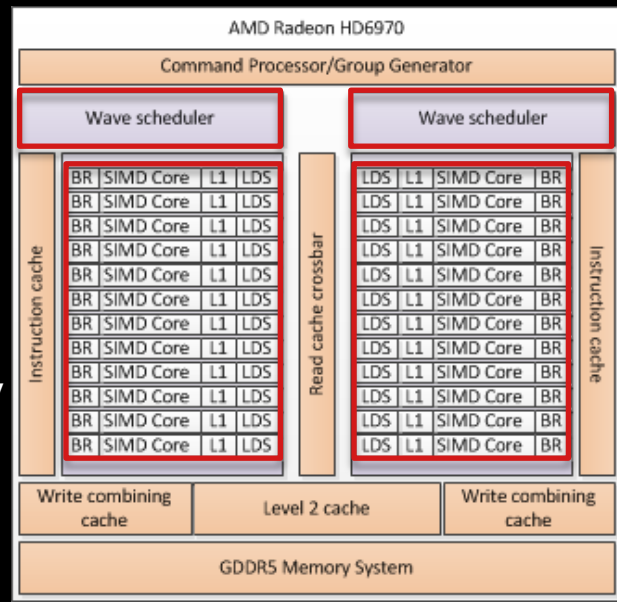 AMD Radeon HD6970
Command Processor/Group Generator
Wave scheduler
Wave scheduler
Instruction cache
BR SIMD Core L1 LDS
BR SIMD Core L1 LDS
BR SIMD Core L1 LDS
BR SIMD Core L1 LDS
BR SIMD Core L1 LDS
BR SIMD Core L1 LDS
BR SIMD Core L1 LDS
BR SIMD Core L1 LDS
BR SIMD Core L1 LDS
BR SIMD Core L1 LDS
BR SIMD Core L1 LDS
BR SIMD Core L1 LDS
Read cache crossbar
LDS L1 SIMD Core BR
LDS L1 SIMD Core BR
LDS L1 SIMD Core BR
LDS L1 SIMD Core BR
LDS L1 SIMD Core BR
LDS L1 SIMD Core BR
LDS L1 SIMD Core BR
LDS L1 SIMD Core BR
LDS L1 SIMD Core BR
LDS L1 SIMD Core BR
LDS L1 SIMD Core BR
LDS L1 SIMD Core BR
Instruction cache
Write combining
cache
Level 2 cache
Write combining
cache
GDDR5 Memory System